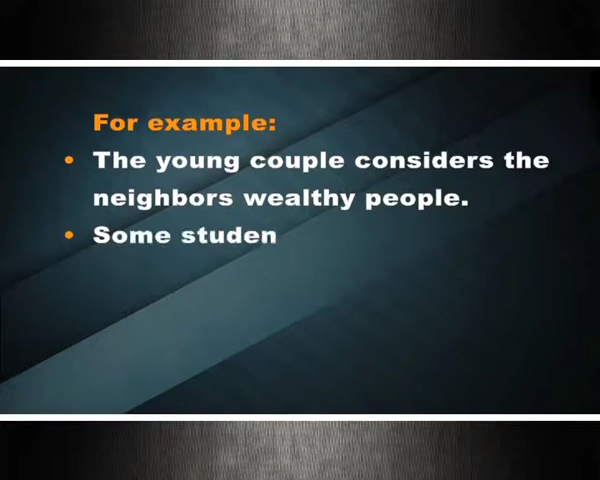 For example:
• The young couple considers the
neighbors wealthy people.
• Some studen